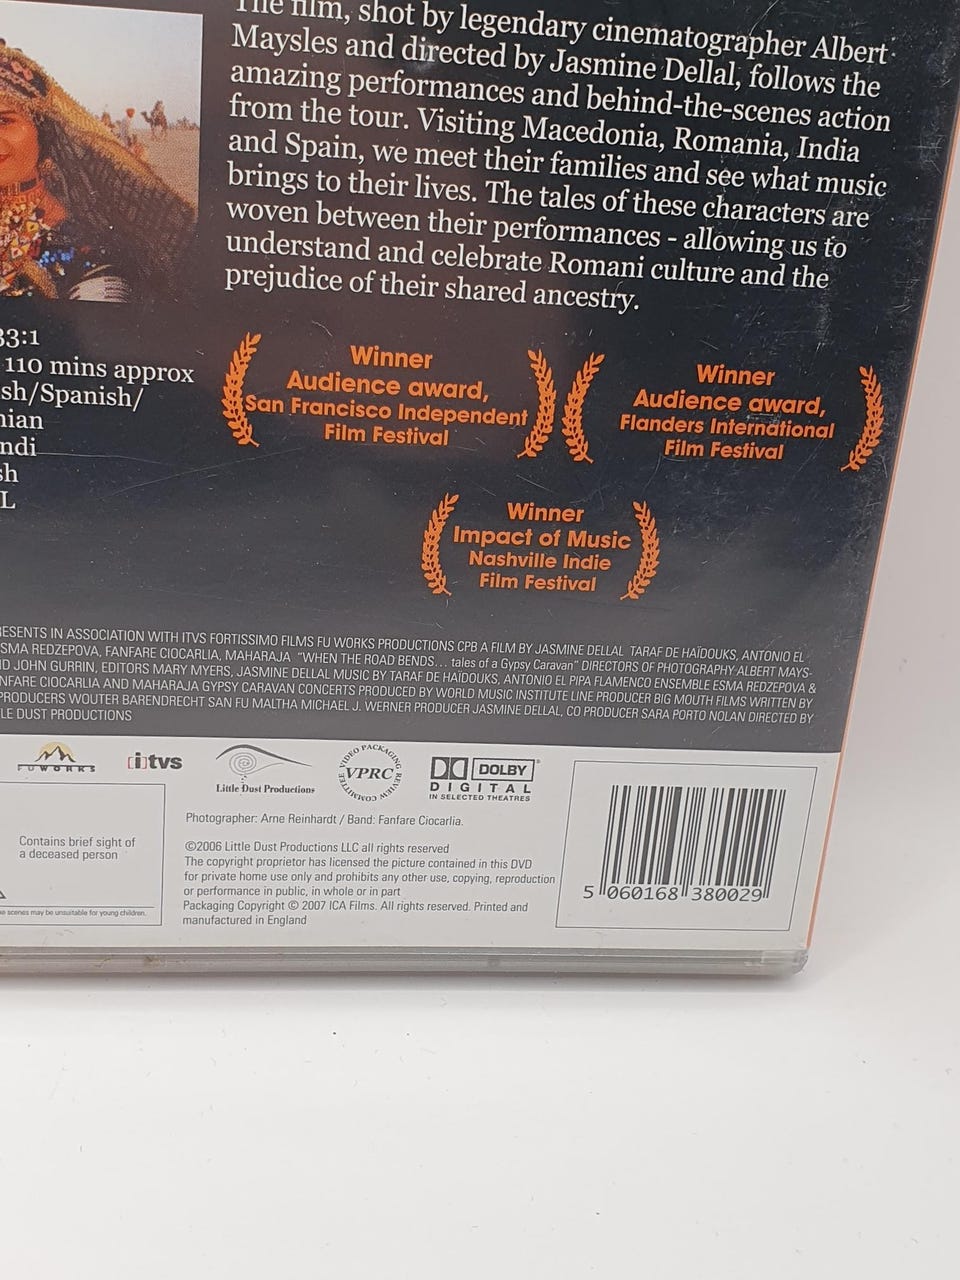 The film, shot by legendary cinematographer Albert
Maysles and directed by Jasmine Dellal, follows the
amazing performances and behind-the-scenes action
from the tour. Visiting Macedonia, Romania, India
and Spain, we meet their families and see what music
brings to their lives. The tales of these characters are
woven between their performances - allowing us to
understand and celebrate Romani culture and the
prejudice of their shared ancestry.
33:1
110 mins approx
sh/Spanish/
nian
ndi
sh
L
Winner
Audience award,
San Francisco Independent
Film Festival
Winner
Audience award,
Flanders International
Film Festival
Winner
Impact of Music
Nashville Indie
Film Festival
ESENTS IN ASSOCIATION WITH ITVS FORTISSIMO FILMS FU WORKS PRODUCTIONS CPB A FILM BY JASMINE DELLAL TARAF DE HAÏDOUKS, ANTONIO EL
SMA REDZEPOVA, FANFARE CIOCARLIA, MAHARAJA "WHEN THE ROAD BENDS... tales of a Gypsy Caravan" DIRECTORS OF PHOTOGRAPHY ALBERT MAYS-
D JOHN GURRIN, EDITORS MARY MYERS, JASMINE DELLAL MUSIC BY TARAF DE HAÏDOUKS, ANTONIO EL PIPA FLAMENCO ENSEMBLE ESMA REDZEPOVA &
NFARE CIOCARLIA AND MAHARAJA GYPSY CARAVAN CONCERTS PRODUCED BY WORLD MUSIC INSTITUTE LINE PRODUCER BIG MOUTH FILMS WRITTEN BY
PRODUCERS WOUTER BARENDRECHT SAN FU MALTHA MICHAEL J. WERNER PRODUCER JASMINE DELLAL, CO PRODUCER SARA PORTO NOLAN DIRECTED BY
LE DUST PRODUCTIONS
FUWORKS
itvs
Little Dust Productions
VIDEO PACKAGING REVIEW COMMITTEE
VPRC
DOLBY
DIGITAL
IN SELECTED THEATRES
Photographer: Arne Reinhardt / Band: Fanfare Ciocarlia.
Contains brief sight of
a deceased person
scenes may be unsuitable for young children.
©2006 Little Dust Productions LLC all rights reserved
The copyright proprietor has licensed the picture contained in this DVD
for private home use only and prohibits any other use, copying, reproduction
or performance in public, in whole or in part
Packaging Copyright © 2007 ICA Films. All rights reserved. Printed and
manufactured in England
5 060168 380029